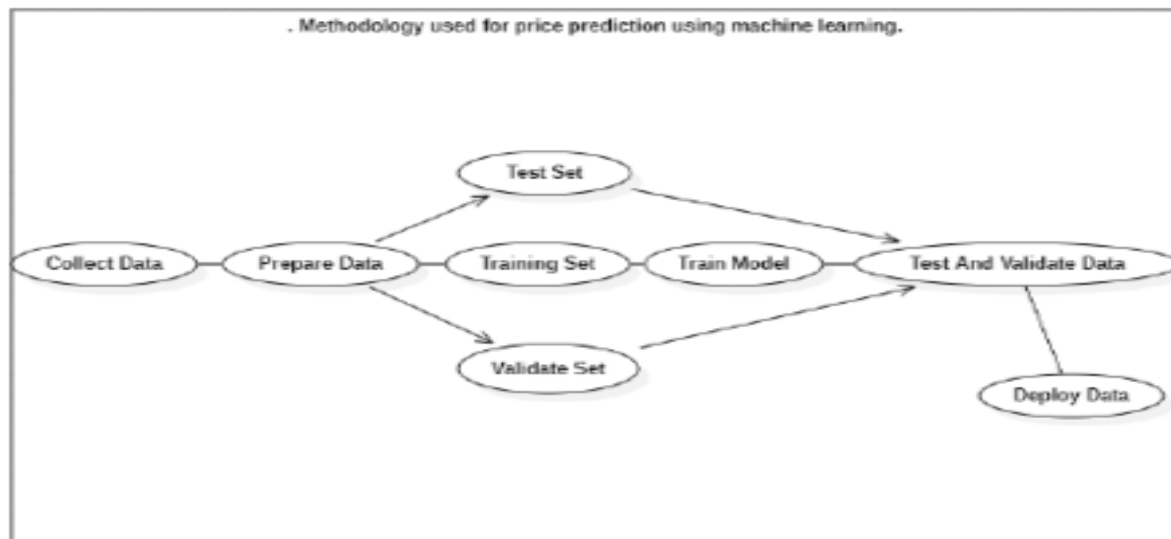 . Methodology used for price prediction using machine learning.
Test Set
Collect Data
Prepare Data
Training Set
Train Model
Test And Validate Data
Validate Set
Deploy Data